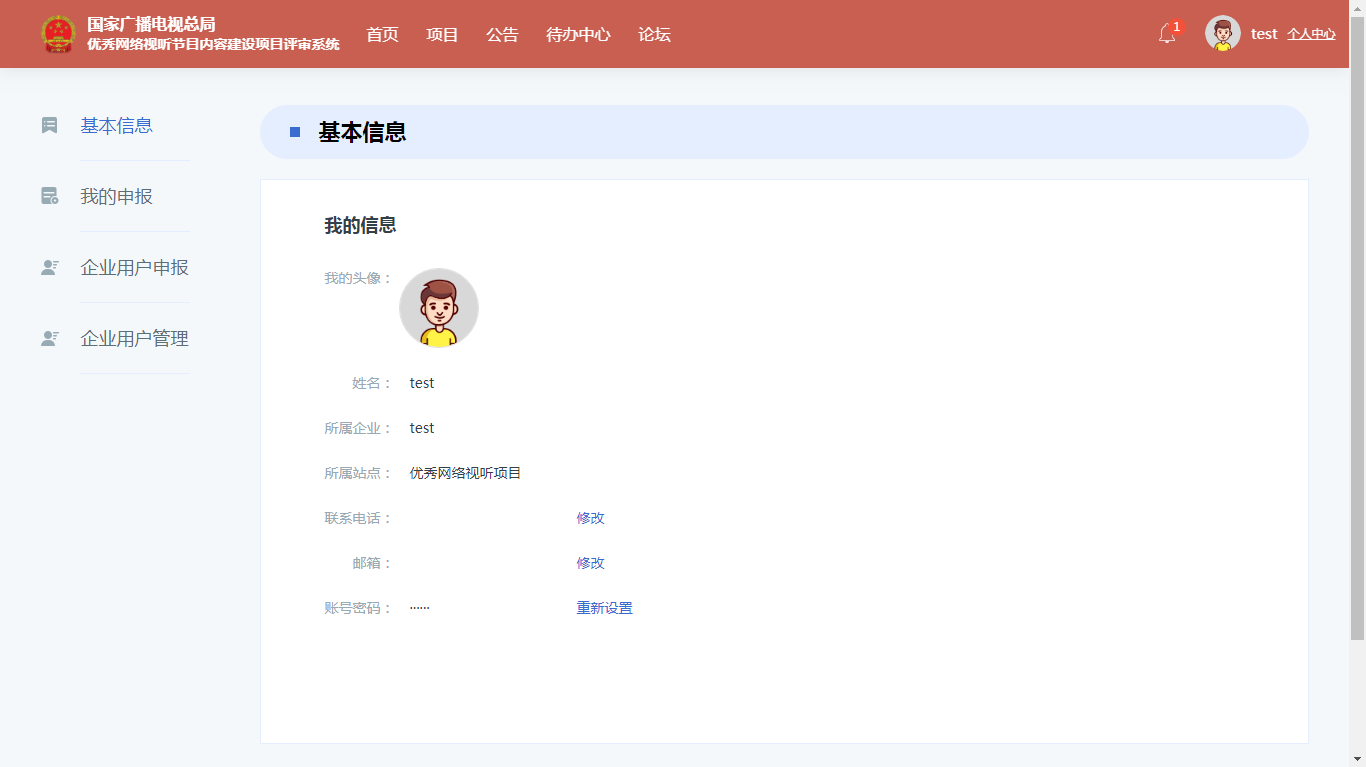 国家广播电视总局
优秀网络视听节目内容建设项目评审系统
首页 项目 公告 待办中心 论坛
1
test 个人中心
基本信息
我的申报
企业用户申报
企业用户管理
基本信息
我的信息
我的头像：
姓名： test
所属企业： test
所属站点： 优秀网络视听项目
联系电话： 修改
邮箱： 修改
账号密码： ······ 重新设置